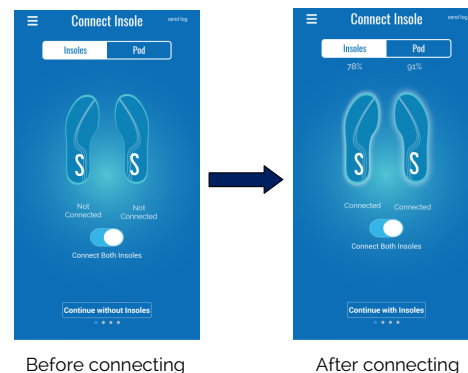 Connect Insole
send log
Insoles
Pod
S
S
Not
Connected
Not
Connected
Connect Both Insoles
Continue without Insoles
Before connecting
Connect Insole
send log
Insoles
Pod
78%
91%
S
S
Connected
Connected
Connect Both Insoles
Continue with Insoles
After connecting